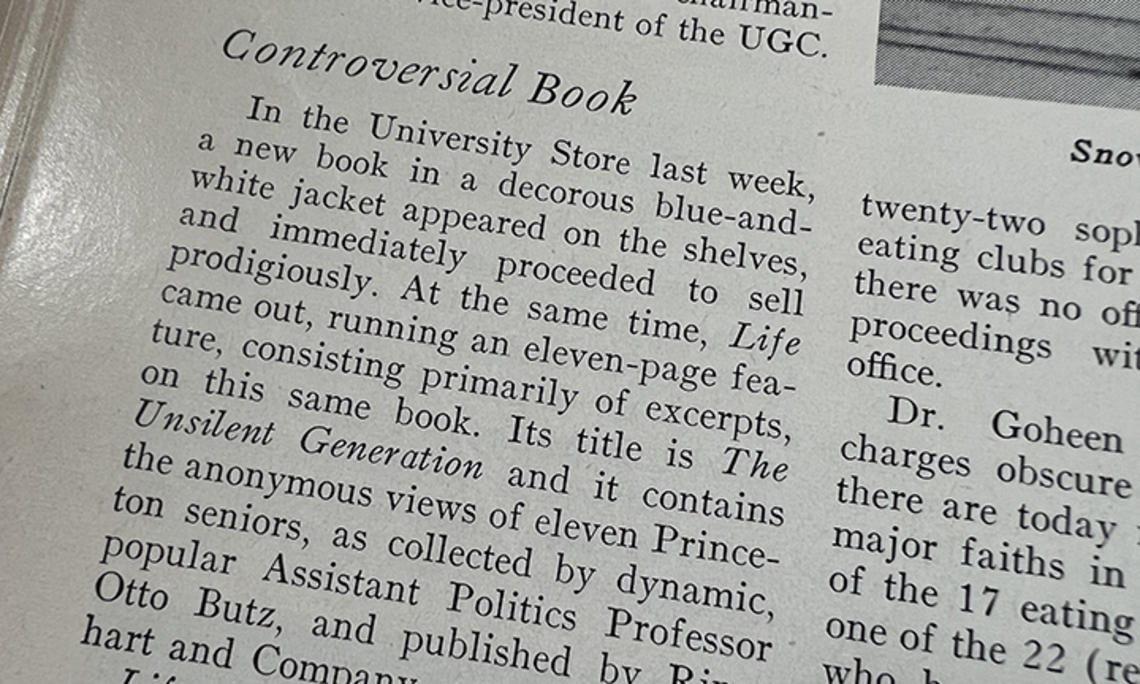 vice-president of the UGC.
Controversial Book
In the University Store last week,
a new book in a decorous blue-and-
white jacket appeared on the shelves,
and immediately proceeded to sell
prodigiously. At the same time, Life
came out, running an eleven-page fea-
ture, consisting primarily of excerpts,
on this same book. Its title is The
Unsilent Generation and it contains
the anonymous views of eleven Prince-
ton seniors, as collected by dynamic,
popular Assistant Politics Professor
Otto Butz, and published by
hart and Company
twenty-two
eating clubs for
there was no
proceedings
office.
Dr. Goheen
charges obscure
there are today
major faiths in
of the 17 eating
one of the 22 (re
who